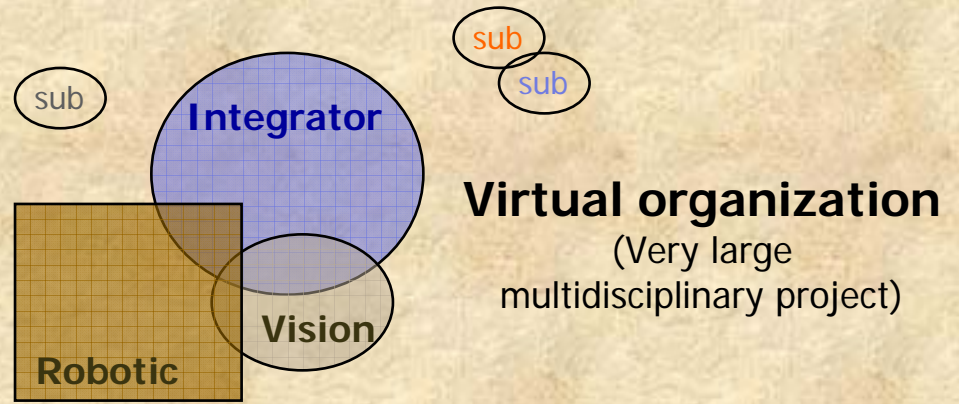 sub
sub
sub
Integrator
Virtual organization
(Very large
multidisciplinary project)
Vision
Robotic